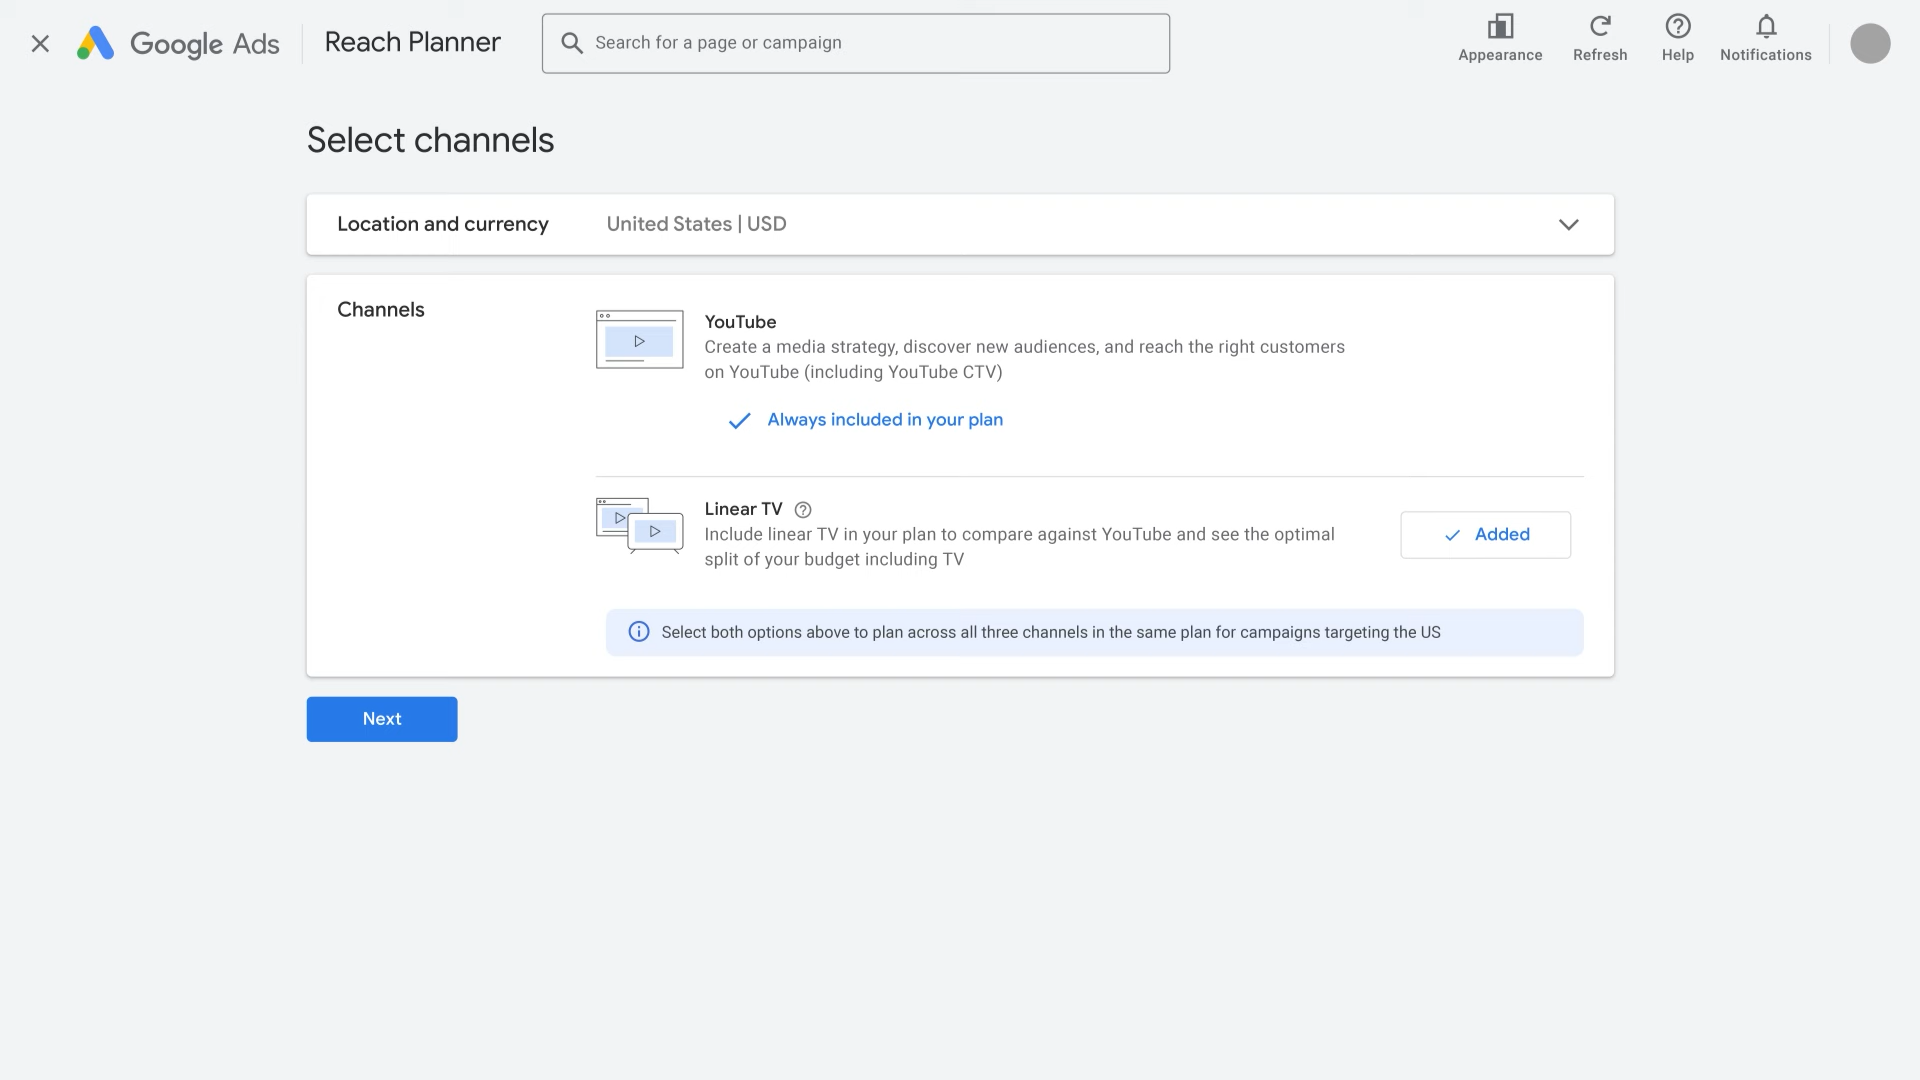 Google Ads
Reach Planner
Search for a page or campaign
Appearance
Refresh
Help
Notifications
Select channels
Location and currency
United States | USD
Channels
YouTube
Create a media strategy, discover new audiences, and reach the right customers
on YouTube (including YouTube CTV)
Always included in your plan
Linear TV
Include linear TV in your plan to compare against YouTube and see the optimal
split of your budget including TV
Added
Select both options above to plan across all three channels in the same plan for campaigns targeting the US
Next